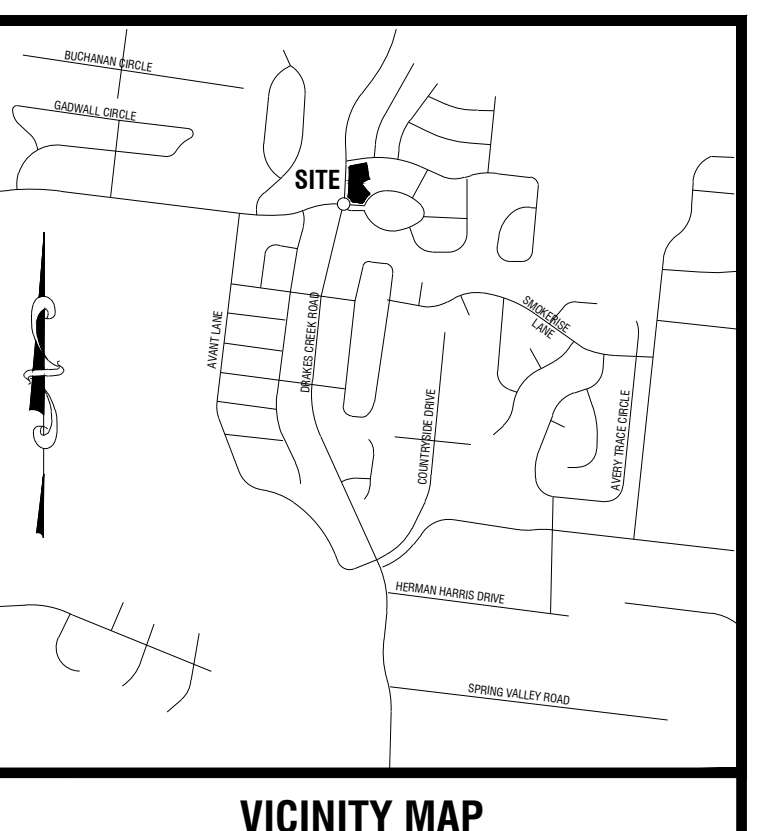 BUCHANAN CIRCLE
GADWALL CIRCLE
SITE
SMOKERISE
LANE
AVANT LANE
DRAKES CREEK ROAD
COUNTRYSIDE DRIVE
AVERY TRACE CIRCLE
HERMAN HARRIS DRIVE
SPRING VALLEY ROAD
VICINITY MAP